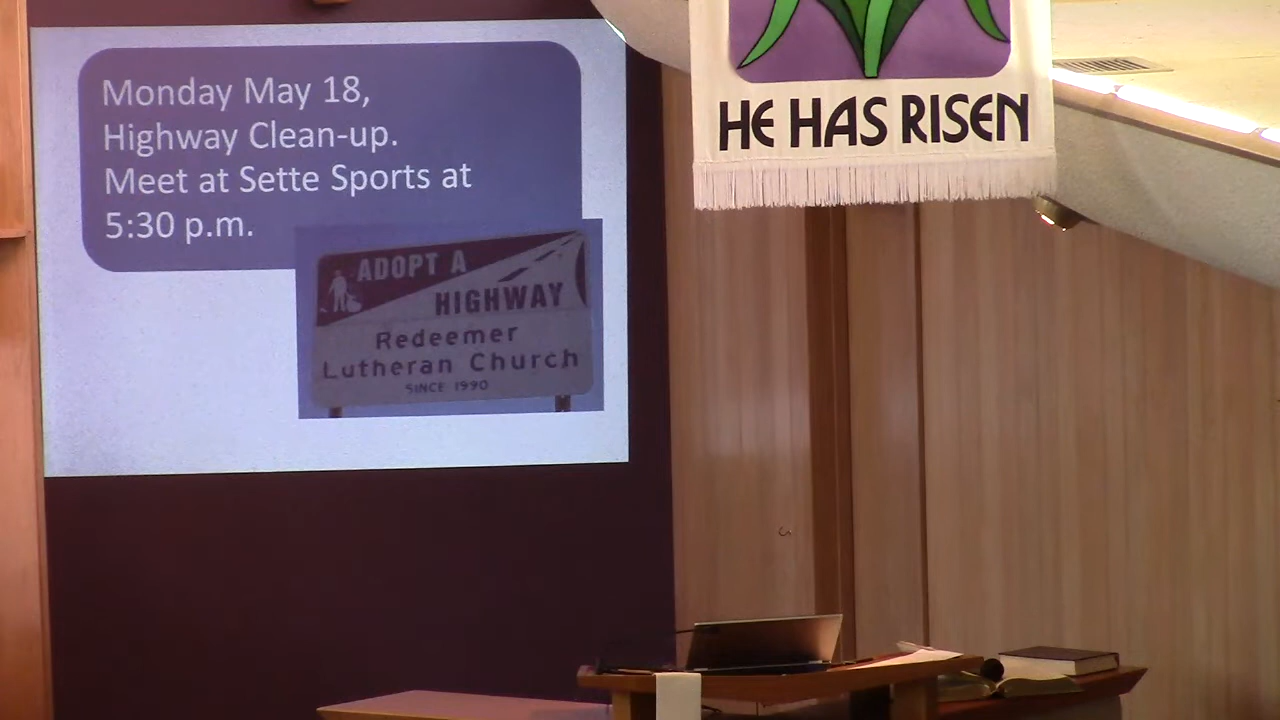 Monday May 18,
Highway Clean-up.
Meet at Sette Sports at
5:30 p.m.
ADOPT A
HIGHWAY
Redeemer
Lutheran Church
SINCE 1990
HE HAS RISEN